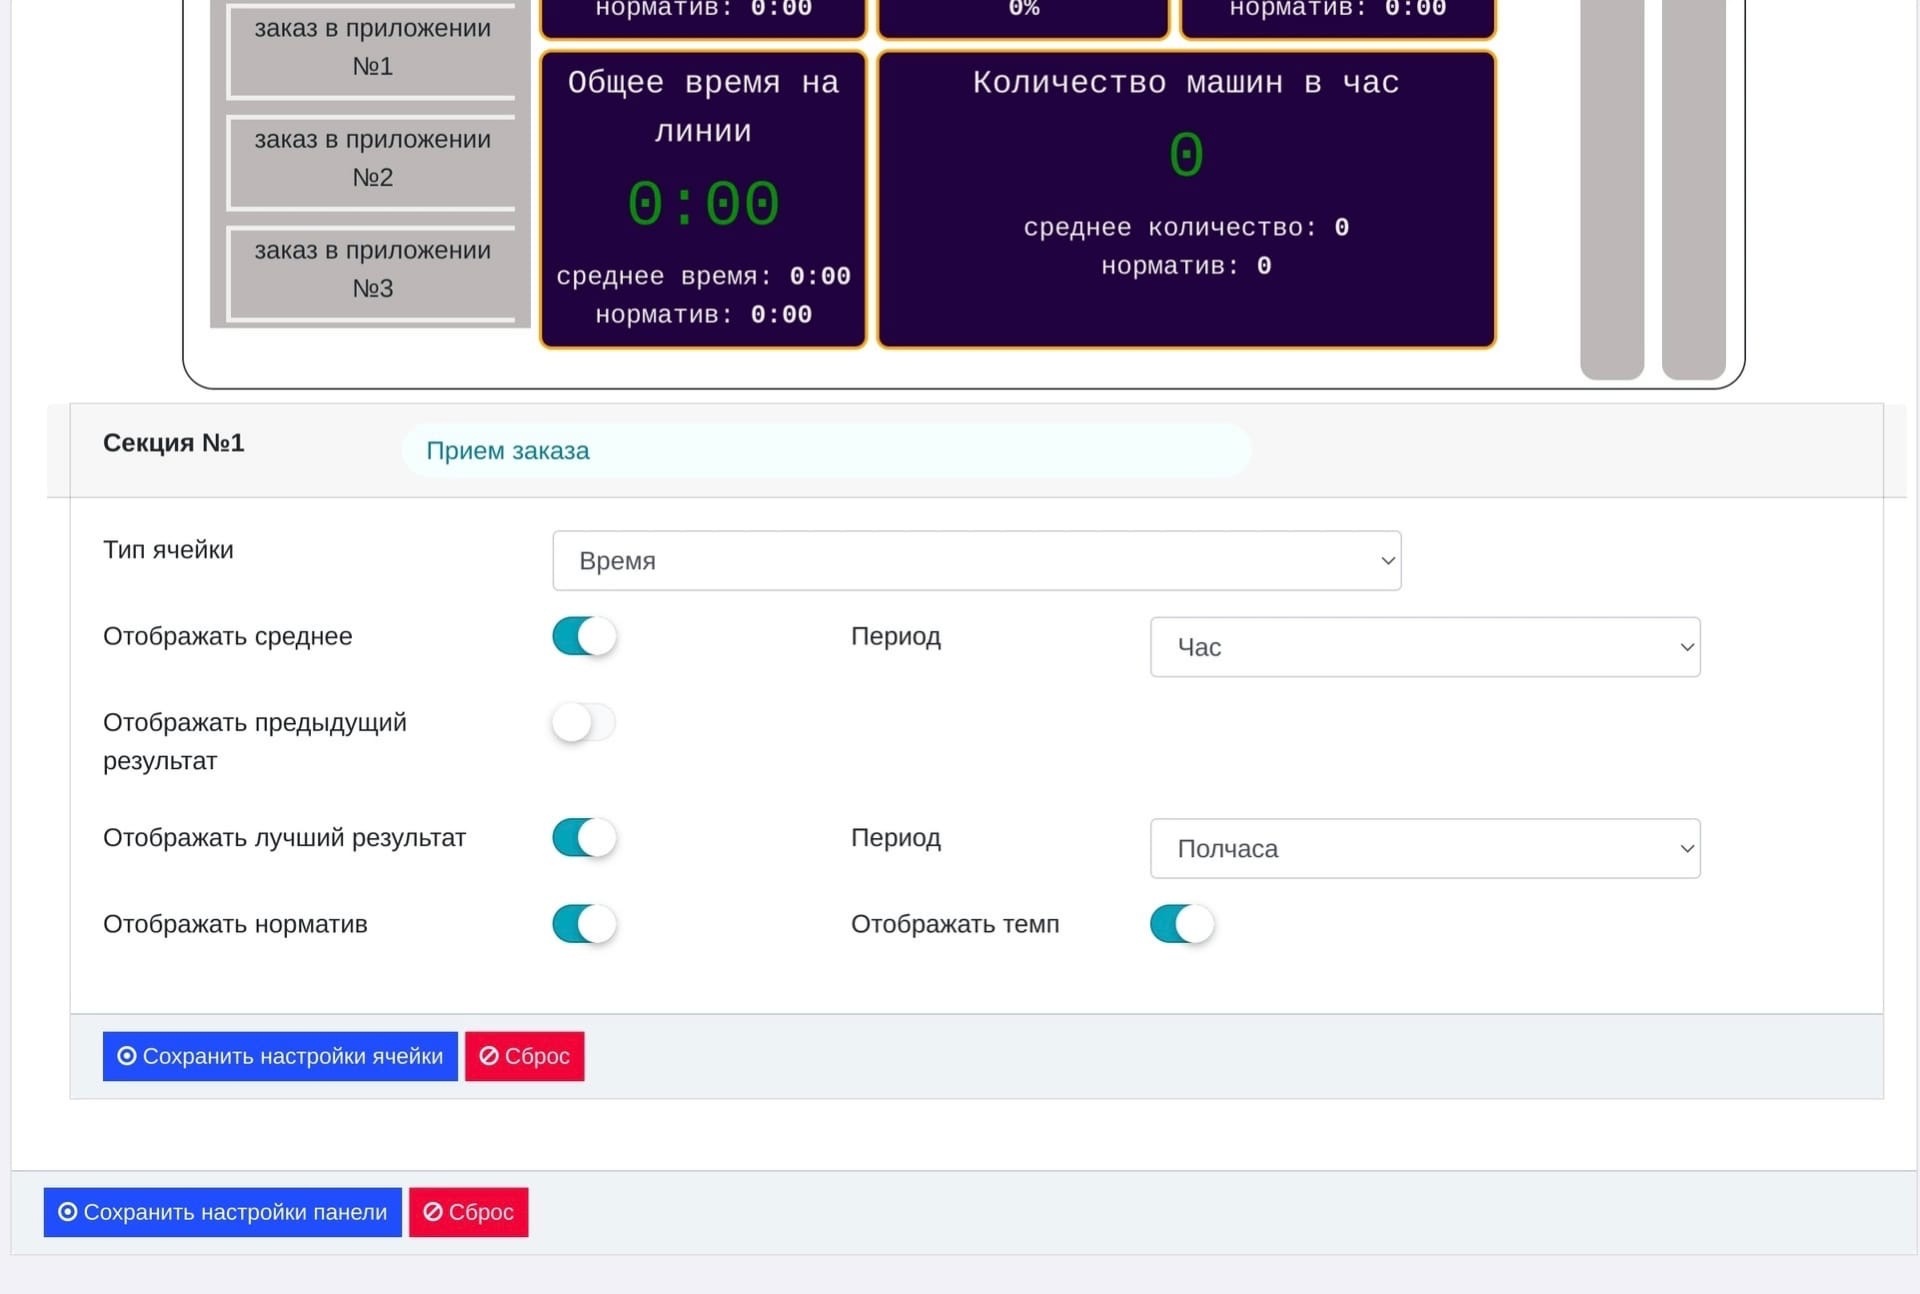 норматив: 0:00
0%
норматив: 0:00
заказ в приложении
№1
заказ в приложении
№2
заказ в приложении
№3
Общее время на
линии
0:00
среднее время: 0:00
норматив: 0:00
Количество машин в час
0
среднее количество: 0
норматив: 0
Секция №1
Прием заказа
Тип ячейки
Время
Отображать среднее
Период
Час
Отображать предыдущий
результат
Отображать лучший результат
Период
Полчаса
Отображать норматив
Отображать темп
Сохранить настройки ячейки
Сброс
Сохранить настройки панели
Сброс